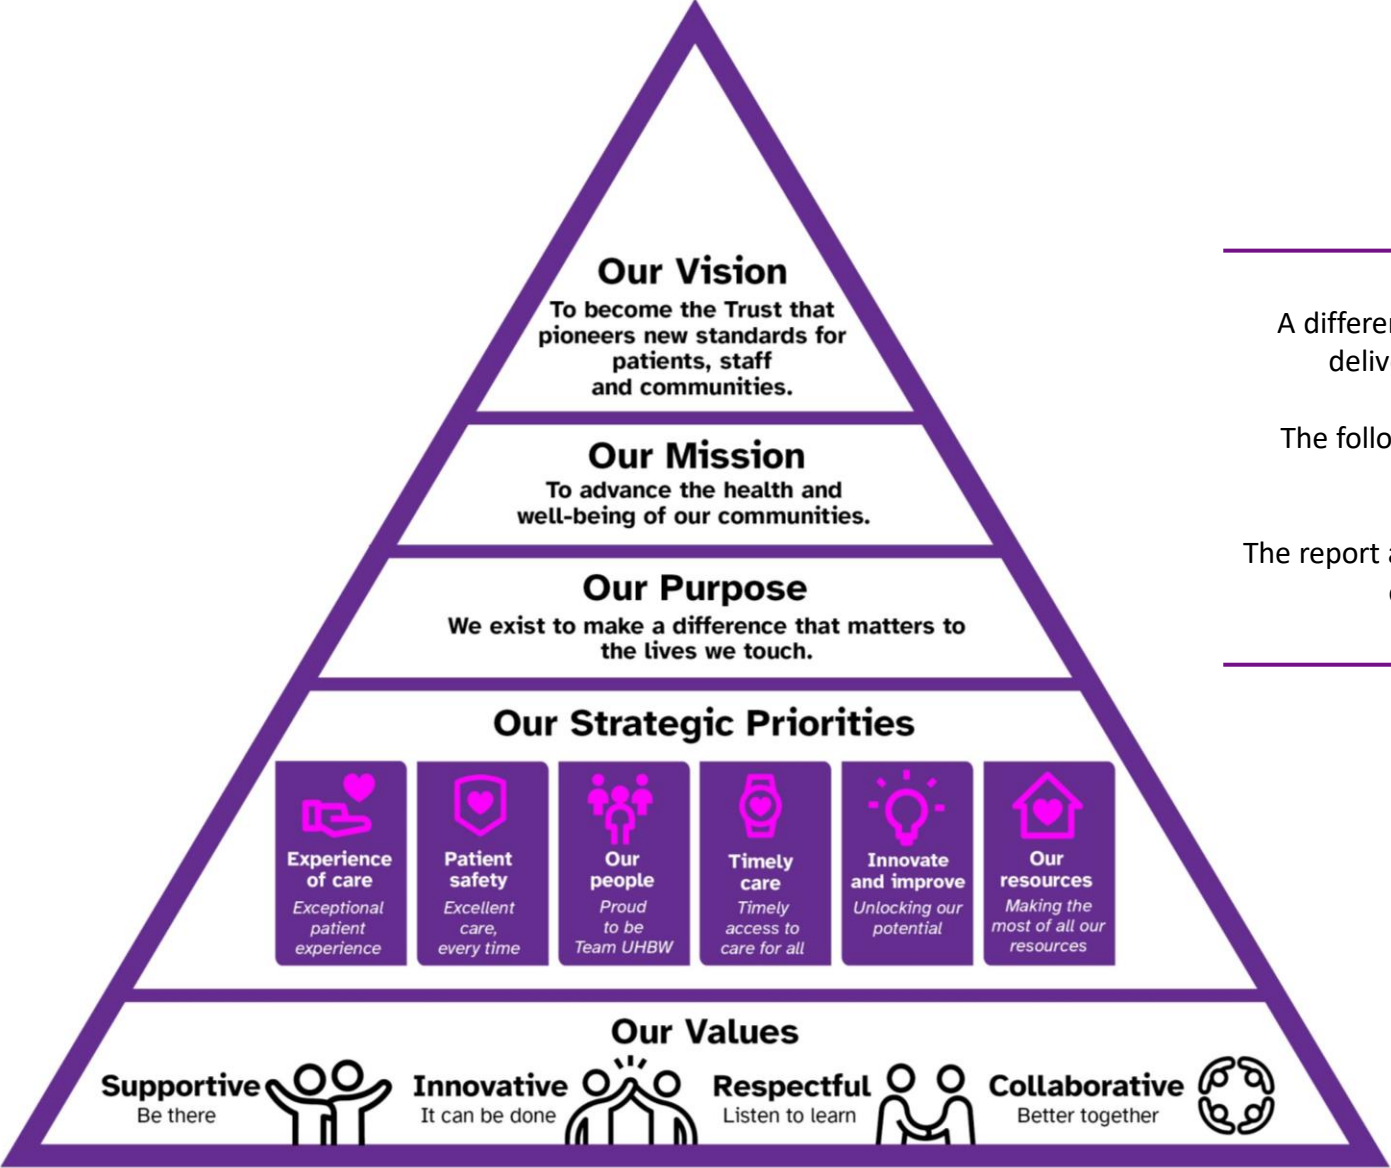 Our Vision
To become the Trust that
pioneers new standards for
patients, staff
and communities.
Our Mission
To advance the health and
well-being of our communities.
Our Purpose
We exist to make a difference that matters to
the lives we touch.
Our Strategic Priorities
Experience
of care
Exceptional
patient
experience
Patient
safety
Excellent
care,
every time
Our
people
Proud
to be
Team UHBW
Timely
care
Timely
access to
care for all
Innovate
and improve
Unlocking our
potential
Our
resources
Making the
most of all our
resources
Our Values
Supportive
Be there
Innovative
It can be done
Respectful
Listen to learn
Collaborative
Better together
A
The
The report